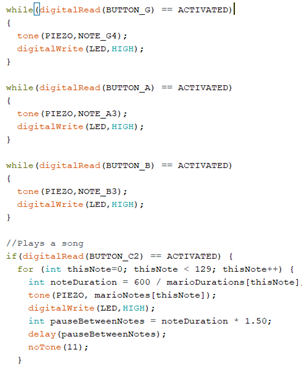 while(digitalRead(BUTTON_G) == ACTIVATED)
{
  tone(PIEZO,NOTE_G4);
  digitalWrite(LED,HIGH);
}
while(digitalRead(BUTTON_A) == ACTIVATED)
{
  tone(PIEZO,NOTE_A3);
  digitalWrite(LED,HIGH);
}
while(digitalRead(BUTTON_B) == ACTIVATED)
{
  tone(PIEZO,NOTE_B3);
  digitalWrite(LED,HIGH);
}
//Plays a song
if(digitalRead(BUTTON_C2) == ACTIVATED) {
  for (int thisNote=0; thisNote < 129; thisNote++) {
    int noteDuration = 600 / marioDurations[thisNote]
    tone(PIEZO, marioNotes[thisNote]);
    digitalWrite(LED,HIGH);
    int pauseBetweenNotes = noteDuration * 1.50;
    delay(pauseBetweenNotes);
    noTone(11);
  }